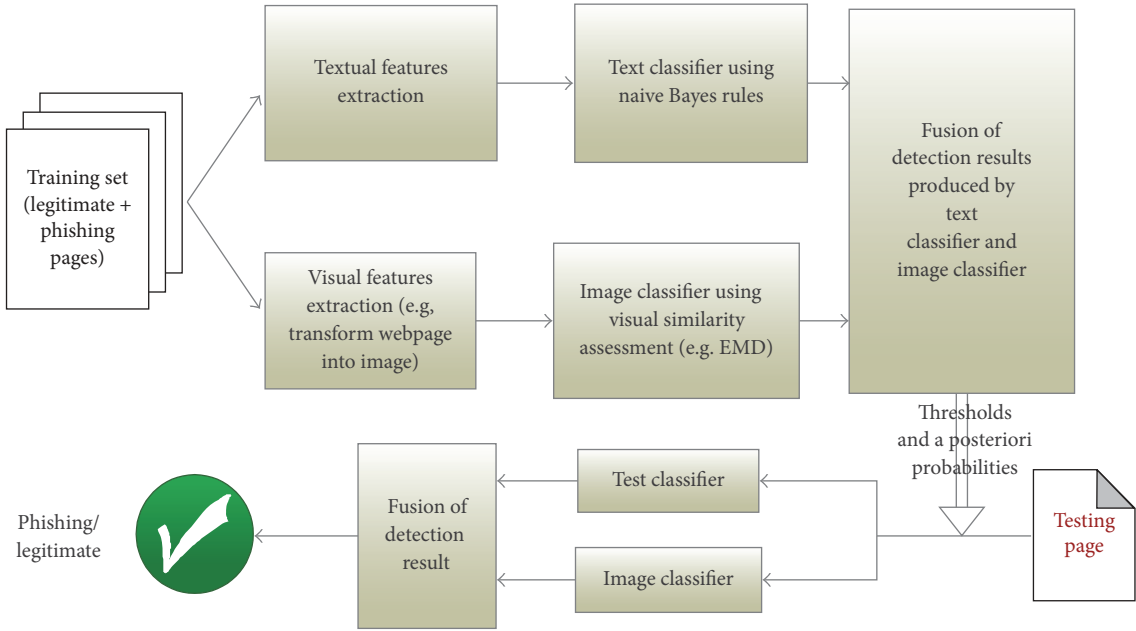 Training set
(legitimate +
phishing
pages)
Textual features
extraction
Text classifier using
naive Bayes rules
Fusion of
detection results
produced by
text
classifier and
image classifier
Visual features
extraction (e.g,
transform webpage
into image)
Image classifier using
visual similarity
assessment (e.g. EMD)
Thresholds
and a posteriori
probabilities
Testing
page
Test classifier
Image classifier
Fusion of
detection
result
Phishing/
legitimate